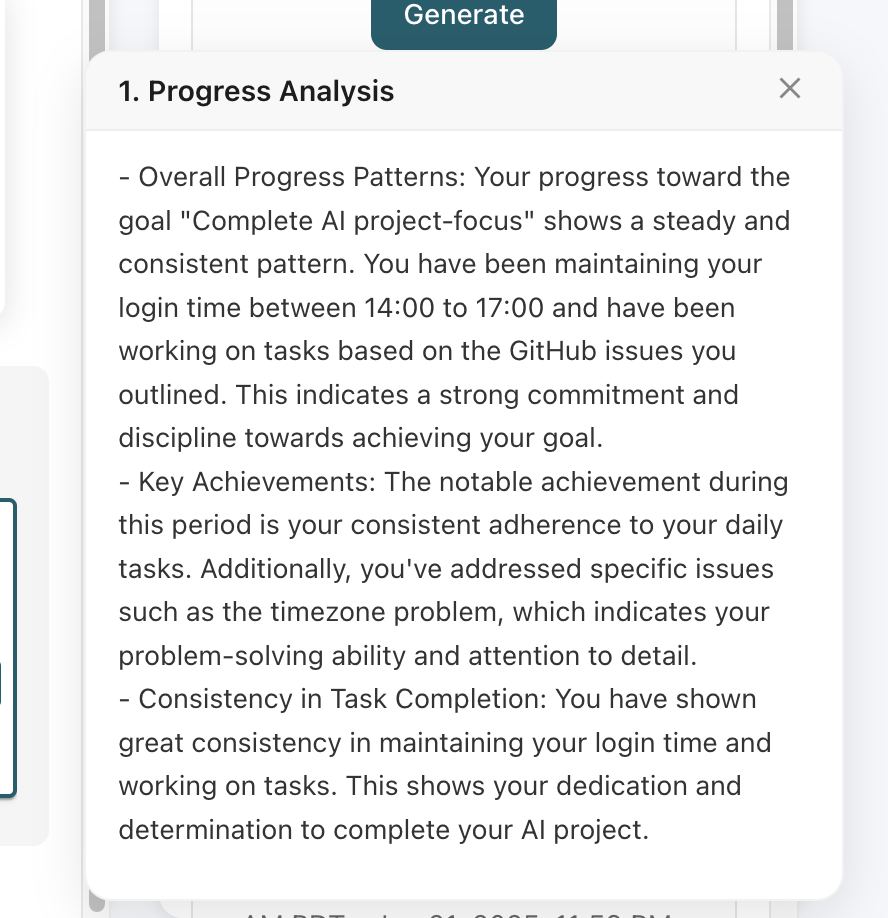 Generate
1. Progress Analysis
- Overall Progress Patterns: Your progress toward the
goal "Complete AI project-focus" shows a steady and
consistent pattern. You have been maintaining your
login time between 14:00 to 17:00 and have been
working on tasks based on the GitHub issues you
outlined. This indicates a strong commitment and
discipline towards achieving your goal.
- Key Achievements: The notable achievement during
this period is your consistent adherence to your daily
tasks. Additionally, you've addressed specific issues
such as the timezone problem, which indicates your
problem-solving ability and attention to detail.
- Consistency in Task Completion: You have shown
great consistency in maintaining your login time and
working on tasks. This shows your dedication and
determination to complete your AI project.